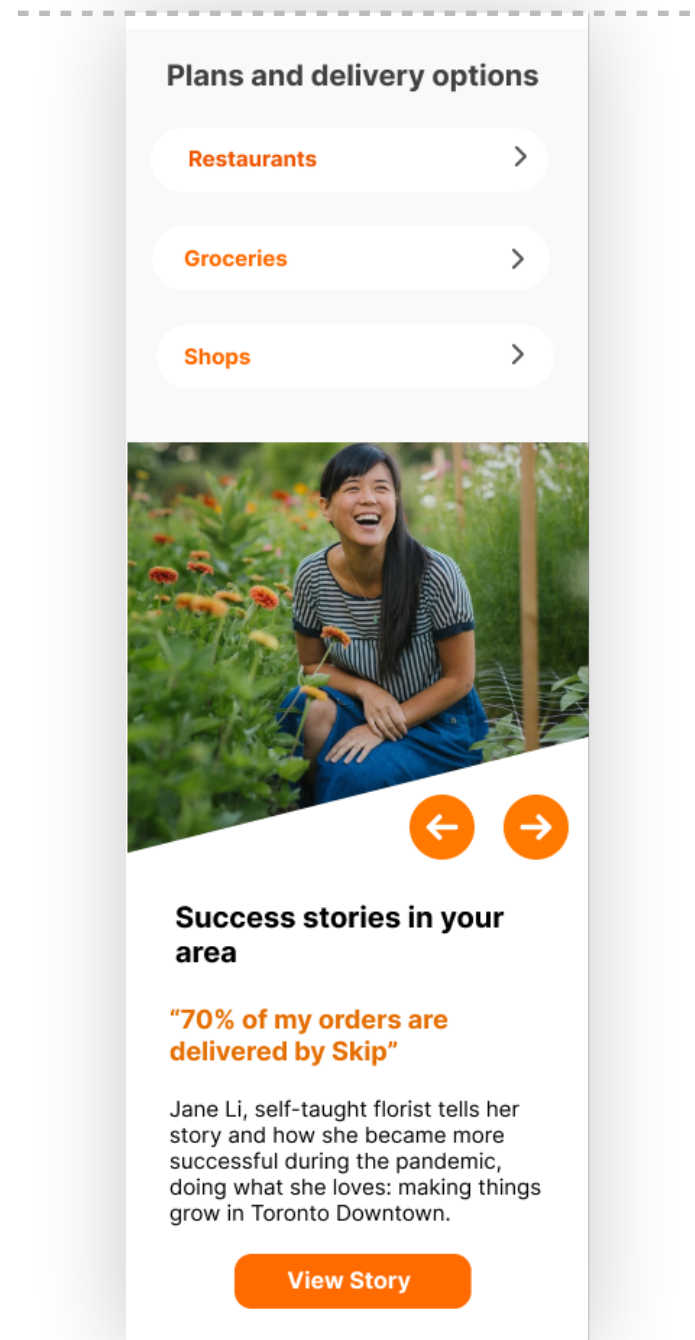 Plans and delivery options
Restaurants
Groceries
Shops
Success stories in your
area
“70% of my orders are
delivered by Skip”
Jane Li, self-taught florist tells her
story and how she became more
successful during the pandemic,
doing what she loves: making things
grow in Toronto Downtown.
View Story